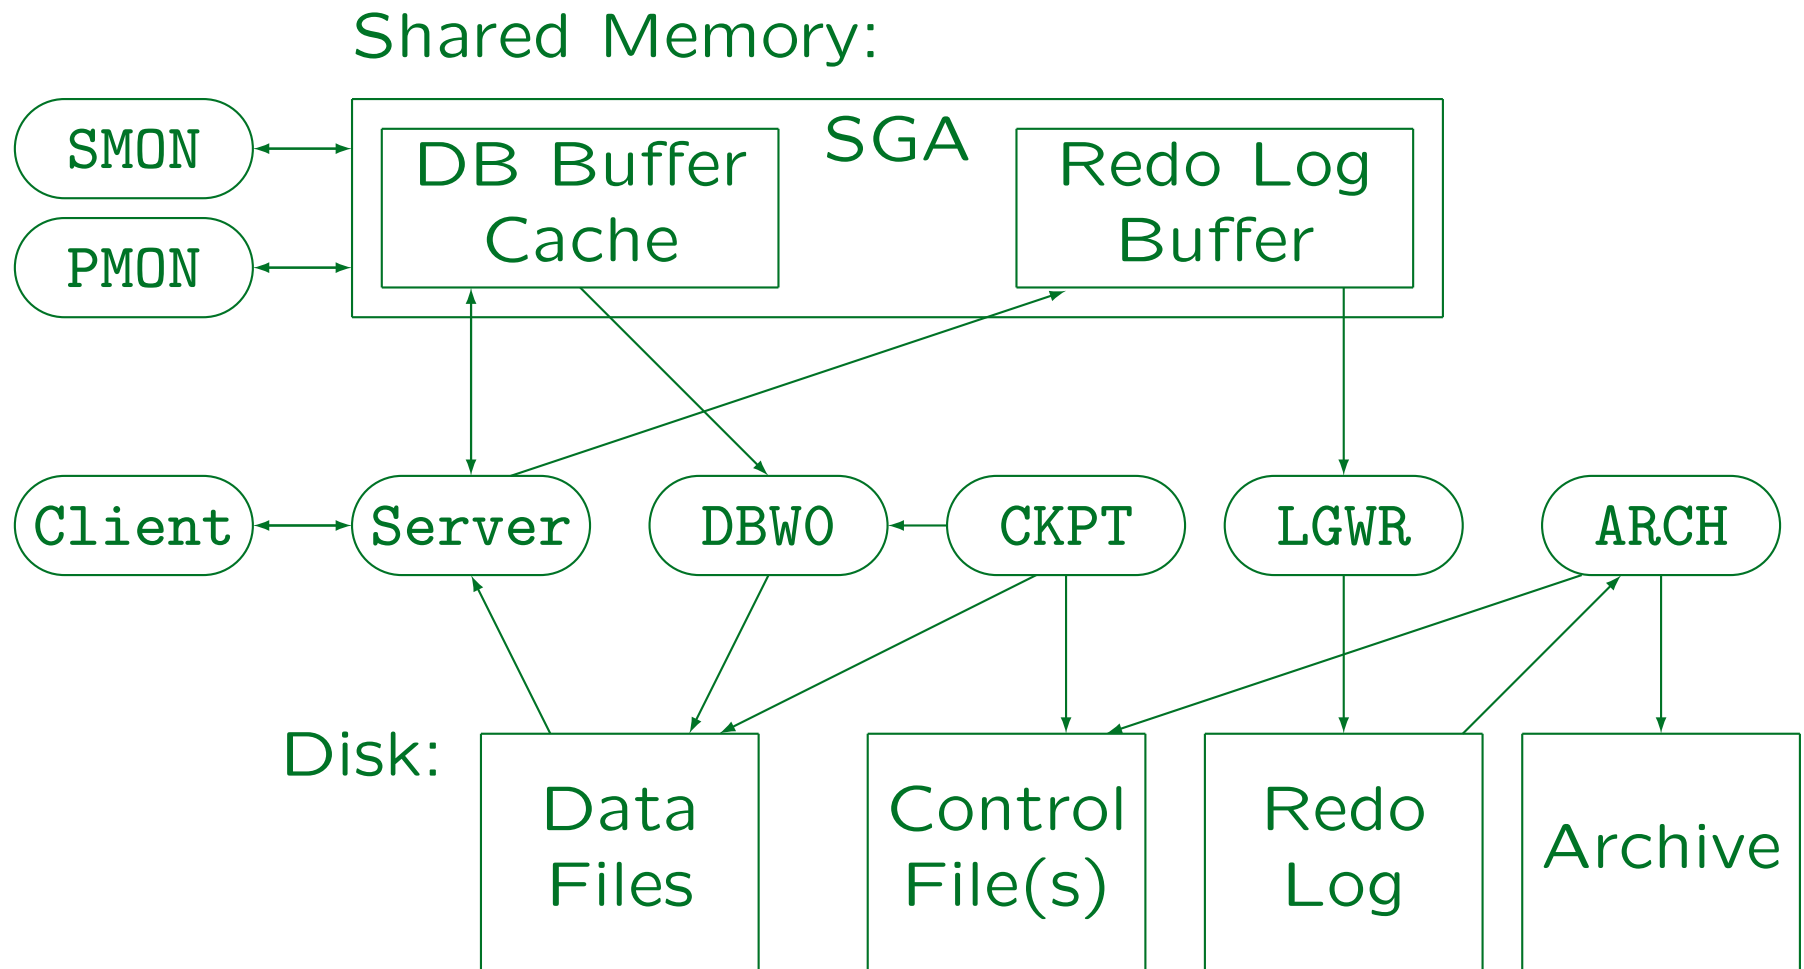 Shared Memory:
SMON
PMON
SGA
DB Buffer
Cache
Redo Log
Buffer
Client
Server
DBWO
CKPT
LGWR
ARCH
Disk:
Data
Files
Control
File(s)
Redo
Log
Archive